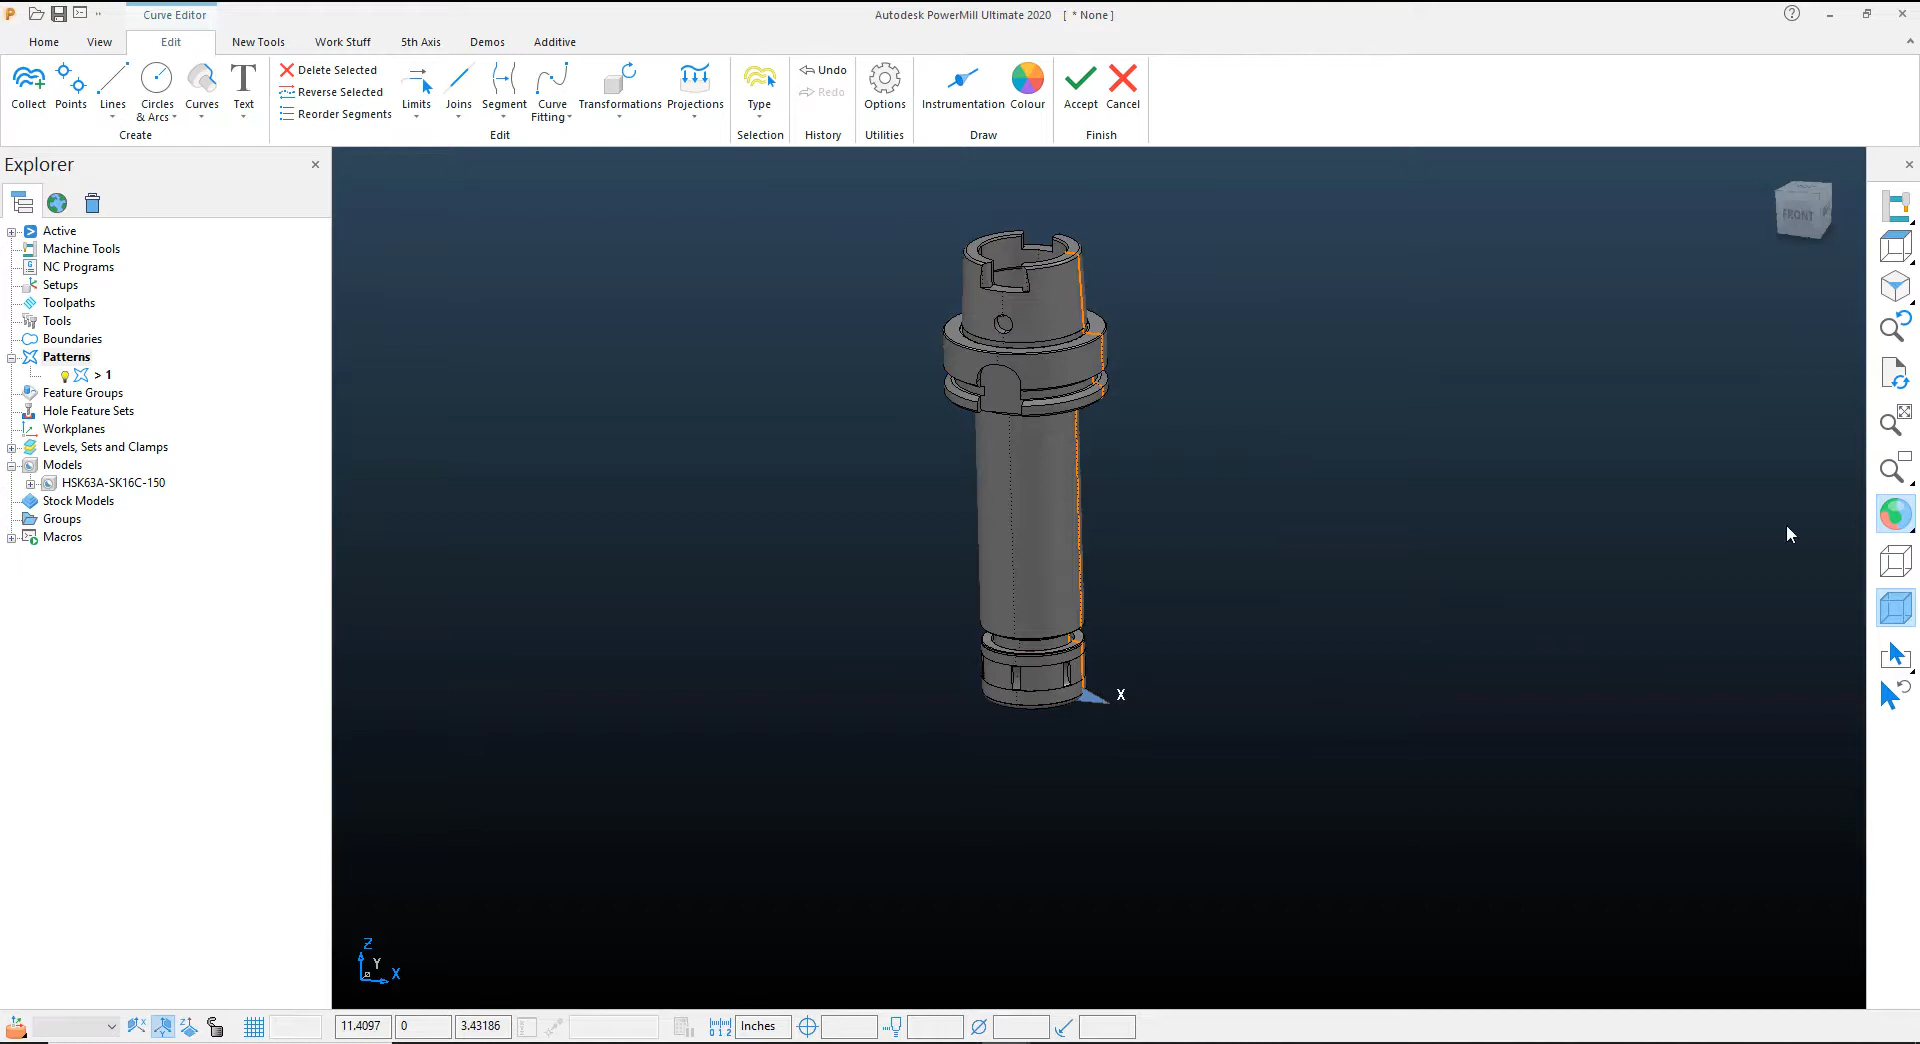 Curve Editor
Autodesk PowerMill Ultimate 2020 [ * None ]
Home View Edit New Tools Work Stuff 5th Axis Demos Additive
Collect Points Lines Circles & Arcs Curves Text
Create
Delete Selected
Reverse Selected
Reorder Segments
Limits Joins Segment Curve Fitting Transformations Projections
Edit
Type
Selection
Undo
Redo
History
Options
Utilities
Instrumentation Colour
Draw
Accept Cancel
Finish
Explorer
Active
Machine Tools
NC Programs
Setups
Toolpaths
Tools
Boundaries
Patterns
> 1
Feature Groups
Hole Feature Sets
Workplanes
Levels, Sets and Clamps
Models
HSK63A-SK16C-150
Stock Models
Groups
Macros
FRONT
X
Z
Y
X
11.4097 0 3.43186 Inches